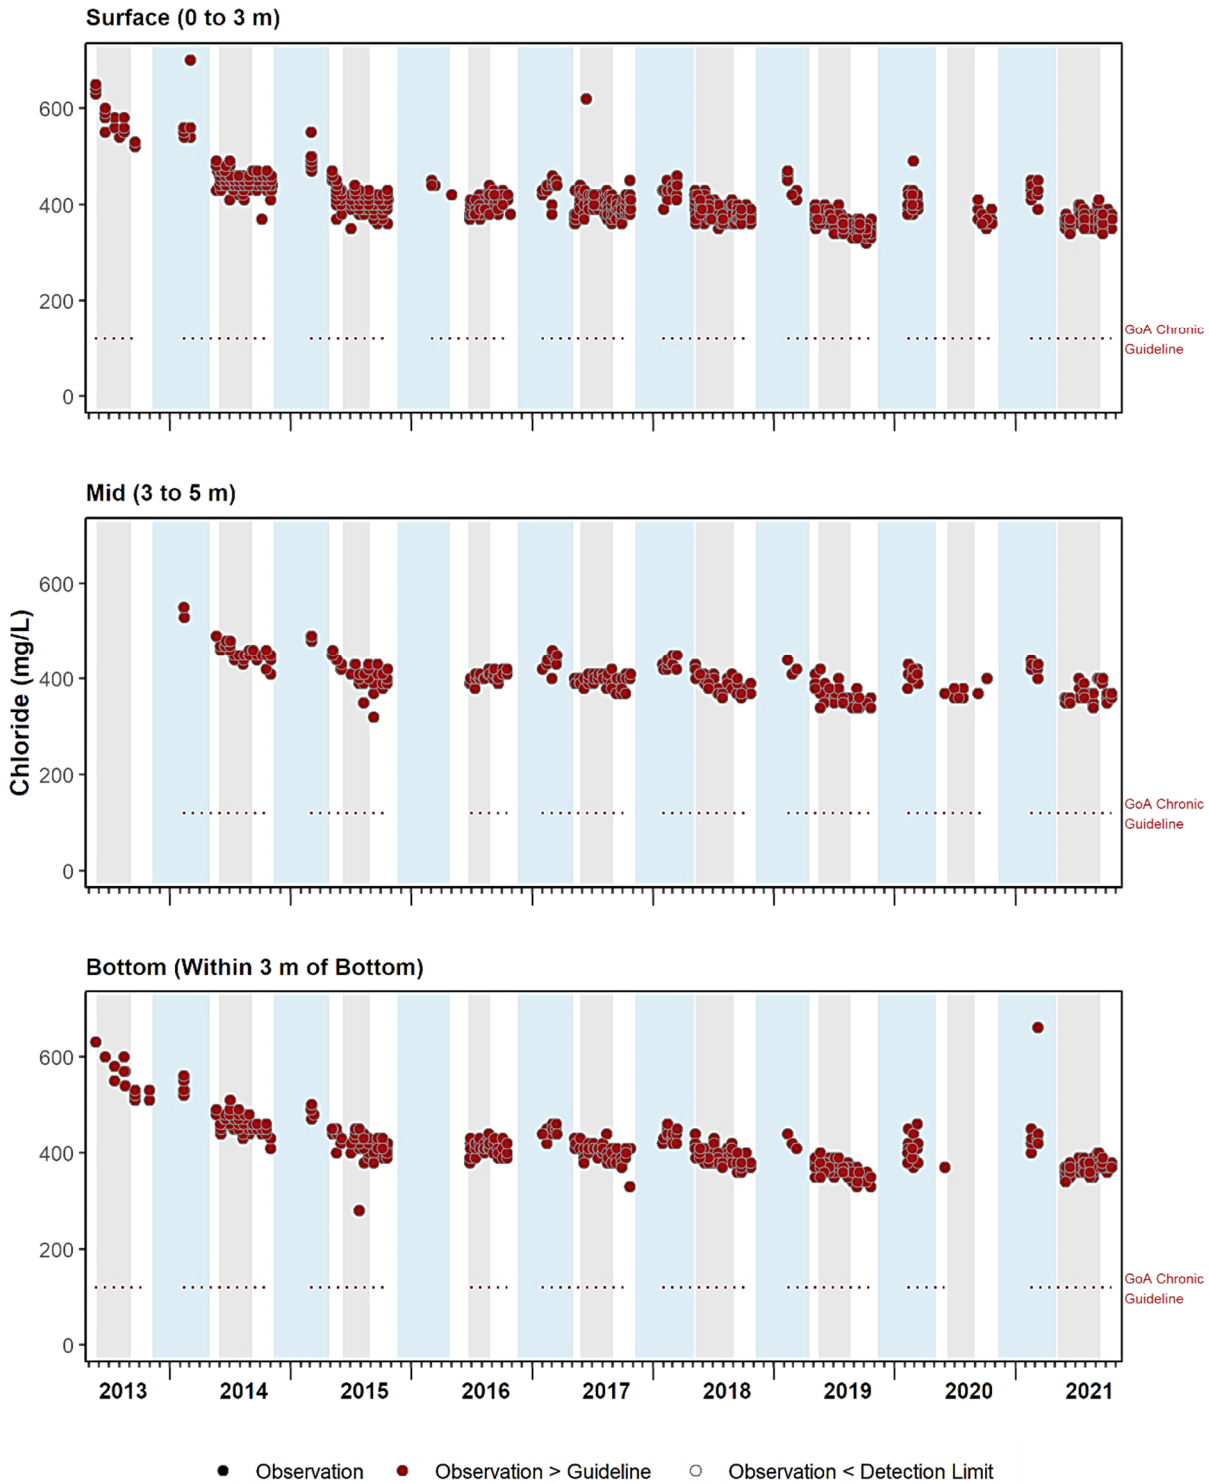 Surface (0 to 3 m)
600
400
200
0
GoA Chronic
Guideline
Mid (3 to 5 m)
600
400
200
0
GoA Chronic
Guideline
Chloride (mg/L)
Bottom (Within 3 m of Bottom)
600
400
200
0
GoA Chronic
Guideline
2013 2014 2015 2016 2017 2018 2019 2020 2021
Observation Observation > Guideline Observation < Detection Limit